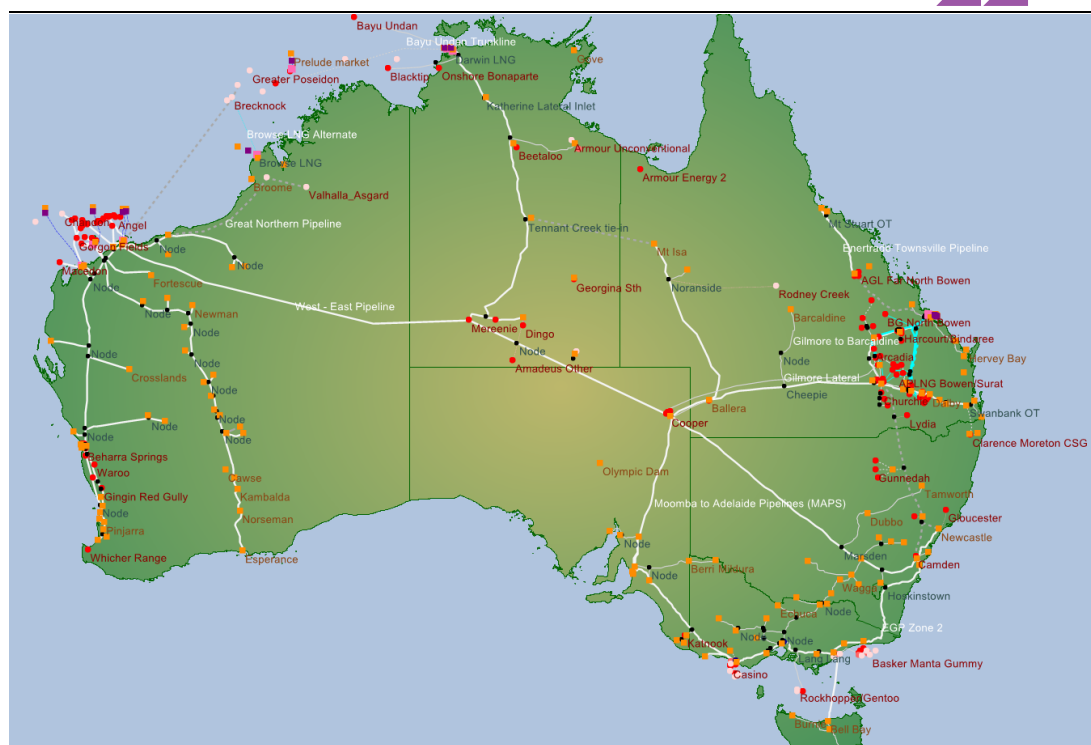 Bayu Undan
Bayu Undan Trunkline
Prelude market
Darwin LNG
Gove
Greater Poseidon
Blacktip
Onshore Bonaparte
Brecknock
Katherine Lateral Inlet
Browse LNG Alternate
Beetaloo
Armour Unconventional
Browse LNG
Armour Energy 2
Broome
Valhalla_Asgard
Angel
Great Northern Pipeline
Tennant Creek tie-in
Mt Stuart OT
Gorgon Fields
Node
Mt Isa
Enertrade Townsville Pipeline
Macedon
Node
Node
Fortescue
Georgina Sth
Noranside
Rodney Creek
AGL Far North Bowen
West - East Pipeline
Node
Newman
Mereenie
Dingo
Barcaldine
BG North Bowen
Node
Node
Node
Gilmore to Barcaldine
Harcourt/Bindaree
Amadeus Other
Node
Arcadia
Hervey Bay
Crosslands
Gilmore Lateral
Cheepie
APLNG Bowen/Surat
Ballera
Dalby
Node
Node
Cooper
Lydia
Swanbank OT
Node
Clarence Moreton CSG
Beharra Springs
Waroo
Olympic Dam
Gunnedah
Cawse
Gingin Red Gully
Kambalda
Moomba to Adelaide Pipelines (MAPS)
Tamworth
Node
Norseman
Dubbo
Gloucester
Pinjarra
Newcastle
Whicher Range
Esperance
Node
Marsden
Camden
Node
Berri Mildura
Wagga
Hoskinstown
Echuca
Node
EGP Zone 2
Katnook
Node
Node
Lang Lang
Casino
Basker Manta Gummy
Rockhopper/Gentoo
Burnie
Bell Bay